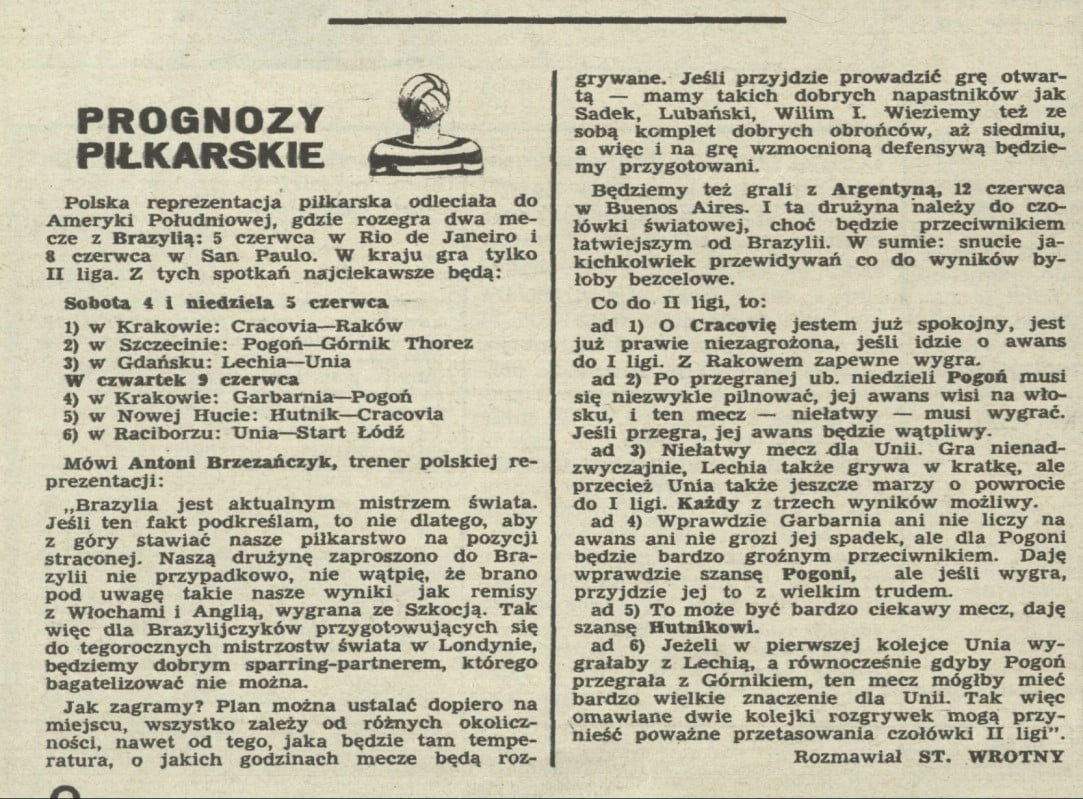 PROGNOZY
PIŁKARSKIE
Polska reprezentacja piłkarska odleciała do
Ameryki Południowej, gdzie rozegra dwa me-
cze z Brazylią: 5 czerwca w Rio de Janeiro i
8 czerwca w San Paulo. W kraju gra tylko
II liga. Z tych spotkań najciekawsze będą:
Sobota 4 i niedziela 5 czerwca
1) w Krakowie: Cracovia—Raków
2) w Szczecinie: Pogoń—Górnik Thorez
3) w Gdańsku: Lechia—Unia
W czwartek 9 czerwca
4) w Krakowie: Garbarnia—Pogoń
5) w Nowej Hucie: Hutnik—Cracovia
6) w Raciborzu: Unia—Start Łódź
Mówi Antoni Brzezańczyk, trener polskiej re-
prezentacji:
„Brazylia jest aktualnym mistrzem świata.
Jeśli ten fakt podkreślam, to nie dlatego, aby
z góry stawiać nasze piłkarstwo na pozycji
straconej. Naszą drużynę zaproszono do Bra-
zylii nie przypadkowo, nie wątpię, że brano
pod uwagę takie nasze wyniki jak remisy
z Włochami i Anglią, wygrana ze Szkocją. Tak
więc dla Brazylijczyków przygotowujących się
do tegorocznych mistrzostw świata w Londynie,
będziemy dobrym sparring-partnerem, którego
bagatelizować nie można.
Jak zagramy? Plan można ustalać dopiero na
miejscu, wszystko zależy od różnych okolicz-
ności, nawet od tego, jaka będzie tam tempe-
ratura, o jakich godzinach mecze będą roz-
grywane. Jeśli przyjdzie prowadzić grę otwar-
tą — mamy takich dobrych napastników jak
Sadek, Lubański, Wilim I. Wieziemy też ze
sobą komplet dobrych obrońców, aż siedmiu,
a więc i na grę wzmocnioną defensywą będzie-
my przygotowani.
Będziemy też grali z Argentyną, 12 czerwca
w Buenos Aires. I ta drużyna należy do czo-
łówki światowej, choć będzie przeciwnikiem
łatwiejszym od Brazylii. W sumie: snucie ja-
kichkolwiek przewidywań co do wyników by-
łoby bezcelowe.
Co do II ligi, to:
ad 1) O Cracovię jestem już spokojny, jest
już prawie niezagrożona, jeśli idzie o awans
do I ligi. Z Rakowem zapewne wygra.
ad 2) Po przegranej ub. niedzieli Pogoń musi
się niezwykle pilnować, jej awans wisi na wło-
sku, i ten mecz — niełatwy — musi wygrać.
Jeśli przegra, jej awans będzie wątpliwy.
ad 3) Niełatwy mecz dla Unii. Gra nienad-
zwyczajnie, Lechia także grywa w kratkę, ale
przecież Unia także jeszcze marzy o powrocie
do I ligi. Każdy z trzech wyników możliwy.
ad 4) Wprawdzie Garbarnia ani nie liczy na
awans ani nie grozi jej spadek, ale dla Pogoni
będzie bardzo groźnym przeciwnikiem. Daję
wprawdzie szansę Pogoni, ale jeśli wygra,
przyjdzie jej to z wielkim trudem.
ad 5) To może być bardzo ciekawy mecz, daję
szansę Hutnikowi.
ad 6) Jeżeli w pierwszej kolejce Unia wy-
grałaby z Lechią, a równocześnie gdyby Pogoń
przegrała z Górnikiem, ten mecz mógłby mieć
bardzo wielkie znaczenie dla Unii. Tak więc
omawiane dwie kolejki rozgrywek mogą przy-
nieść poważne przetasowania czołówki II ligi".
Rozmawiał ST. WROTNY